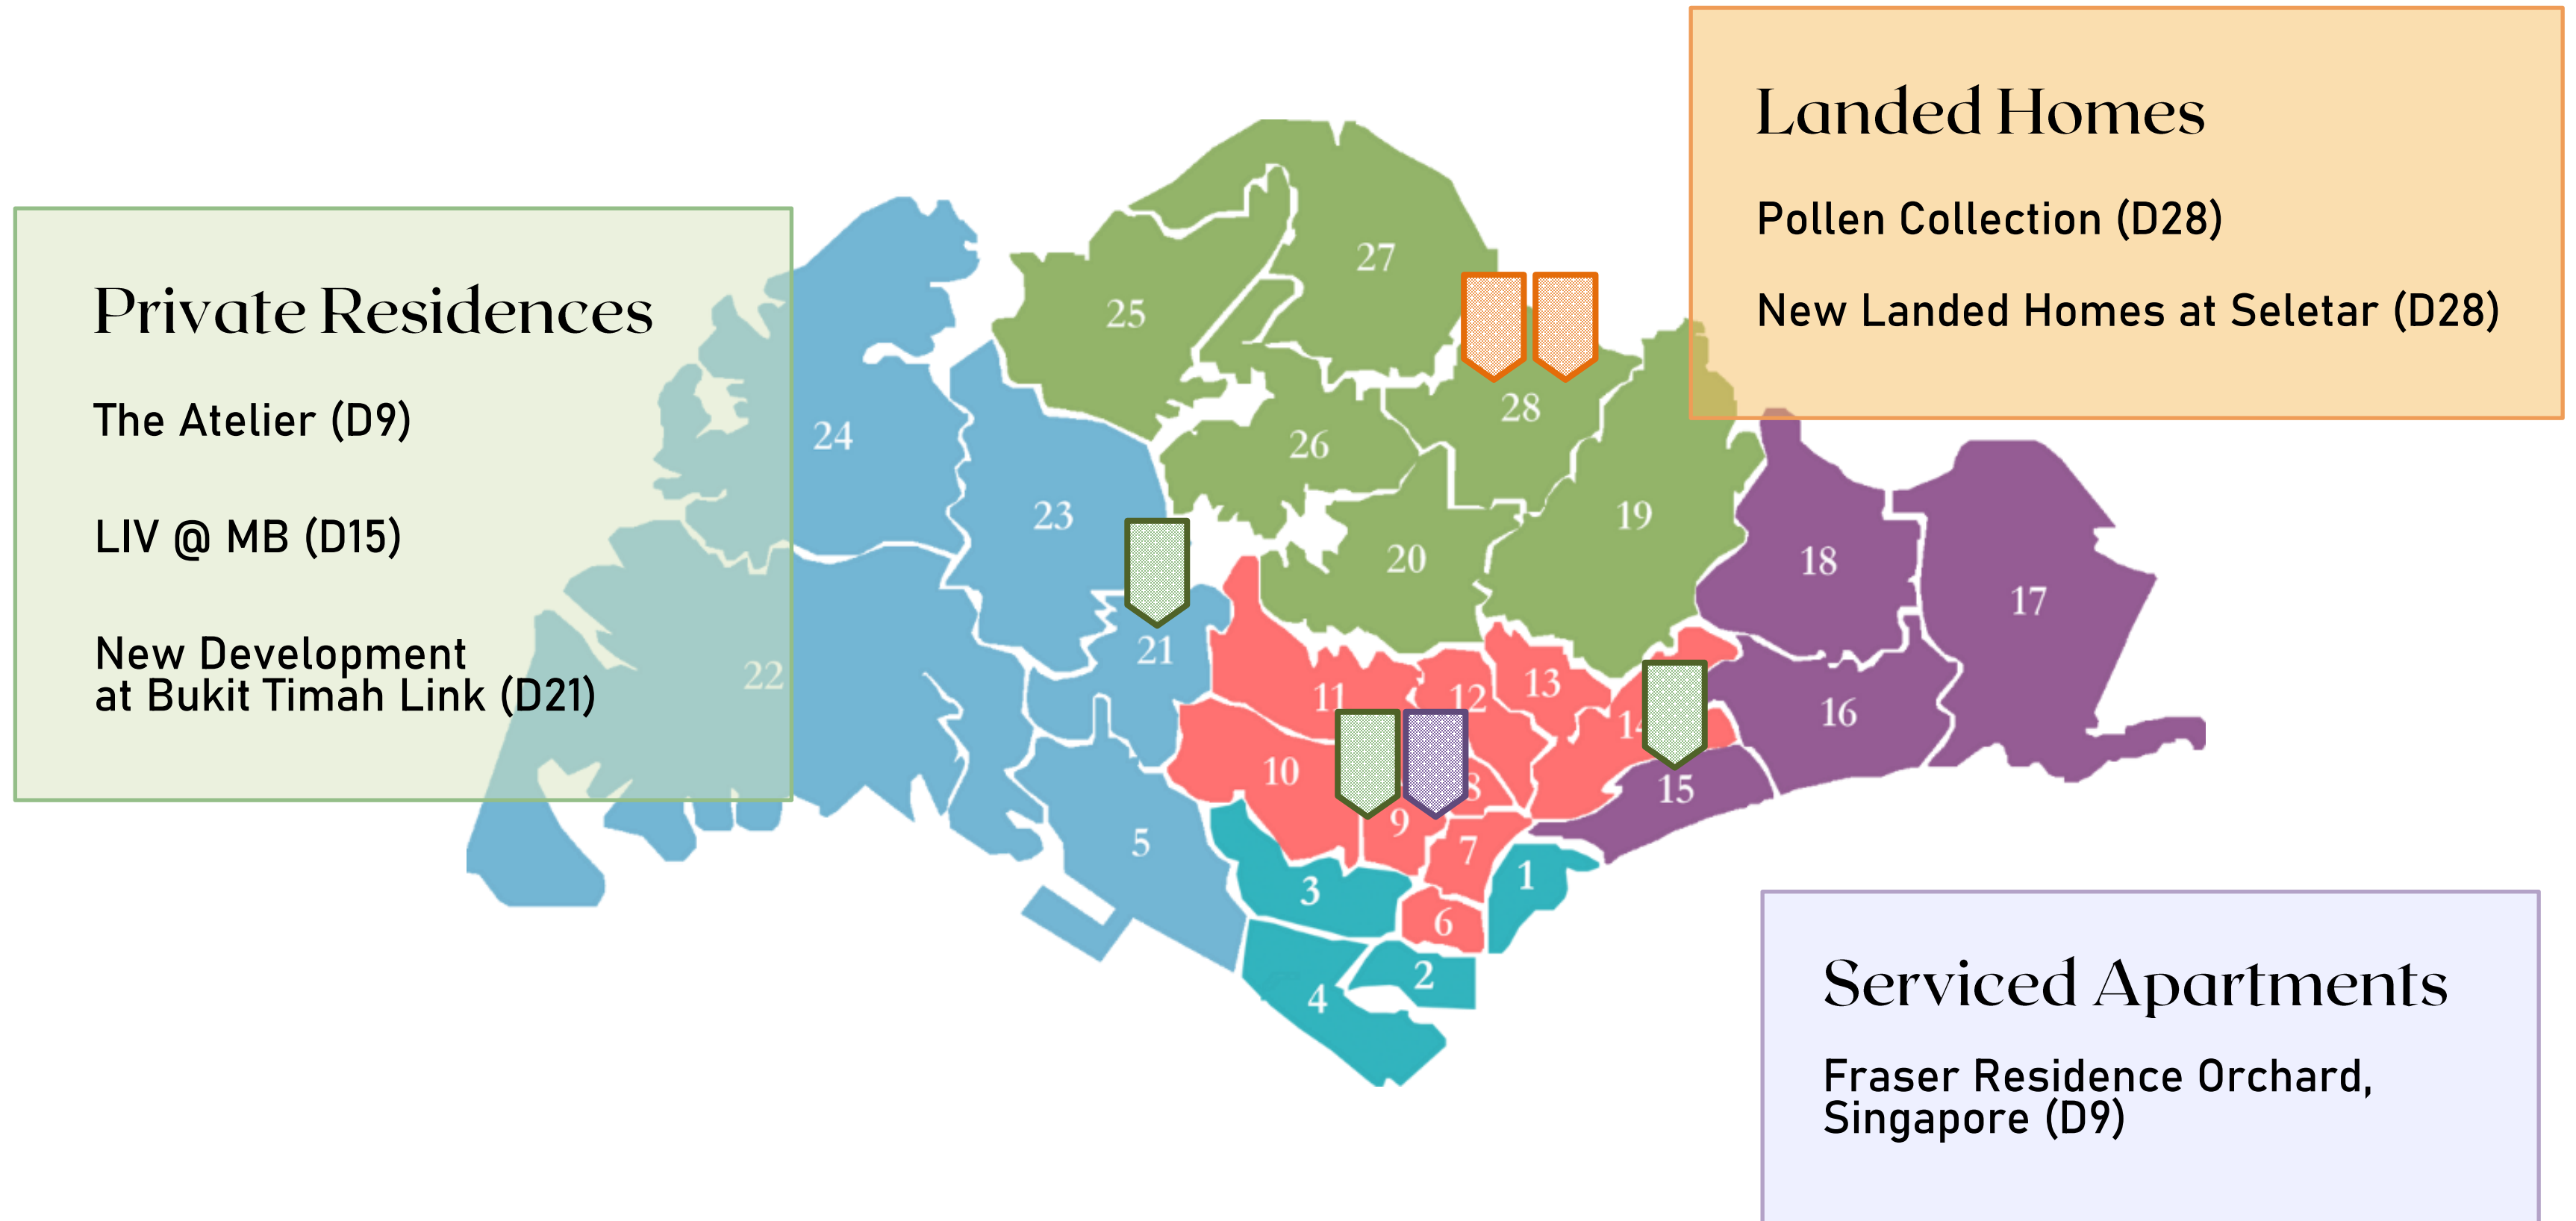 Landed Homes
Pollen Collection (D28)
New Landed Homes at Seletar (D28)
Private Residences
The Atelier (D9)
LIV @ MB (D15)
New Development
at Bukit Timah Link (D21)
27
25
28
24
26
23
19
20
18
17
21
22
11
12
13
14
16
10
8
15
9
5
7
1
3
6
2
4
Serviced Apartments
Fraser Residence Orchard,
Singapore (D9)